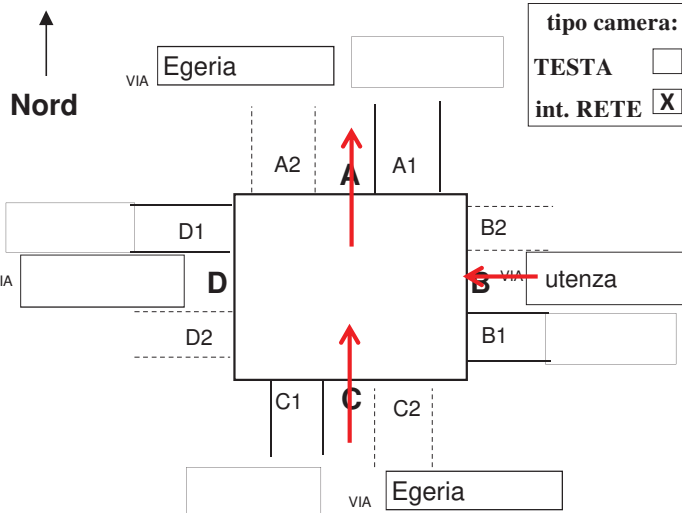 tipo camera:
VIA Egeria
TESTA
Nord
int. RETE X
A2 A A1
D1 B2
VIA D B VIA utenza
D2 B1
C1 C C2
VIA Egeria